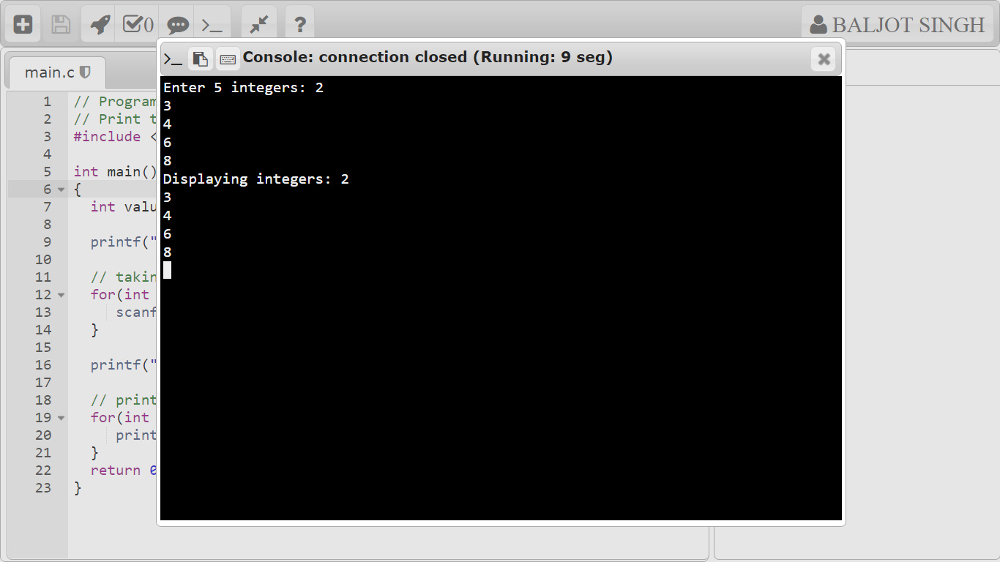 0
>_
?
BALJOT SINGH
>_ Console: connection closed (Running: 9 seg)
main.c
Enter 5 integers: 2
3
4
6
8
Displaying integers: 2
3
4
6
8
1 // Program
2 // Print t
3 #include <
4
5 int main()
6 {
7 int valu
8
9 printf("
10
11 // takin
12 for(int
13 scanf
14 }
15
16 printf("
17
18 // print
19 for(int
20 print
21 }
22 return 0
23 }